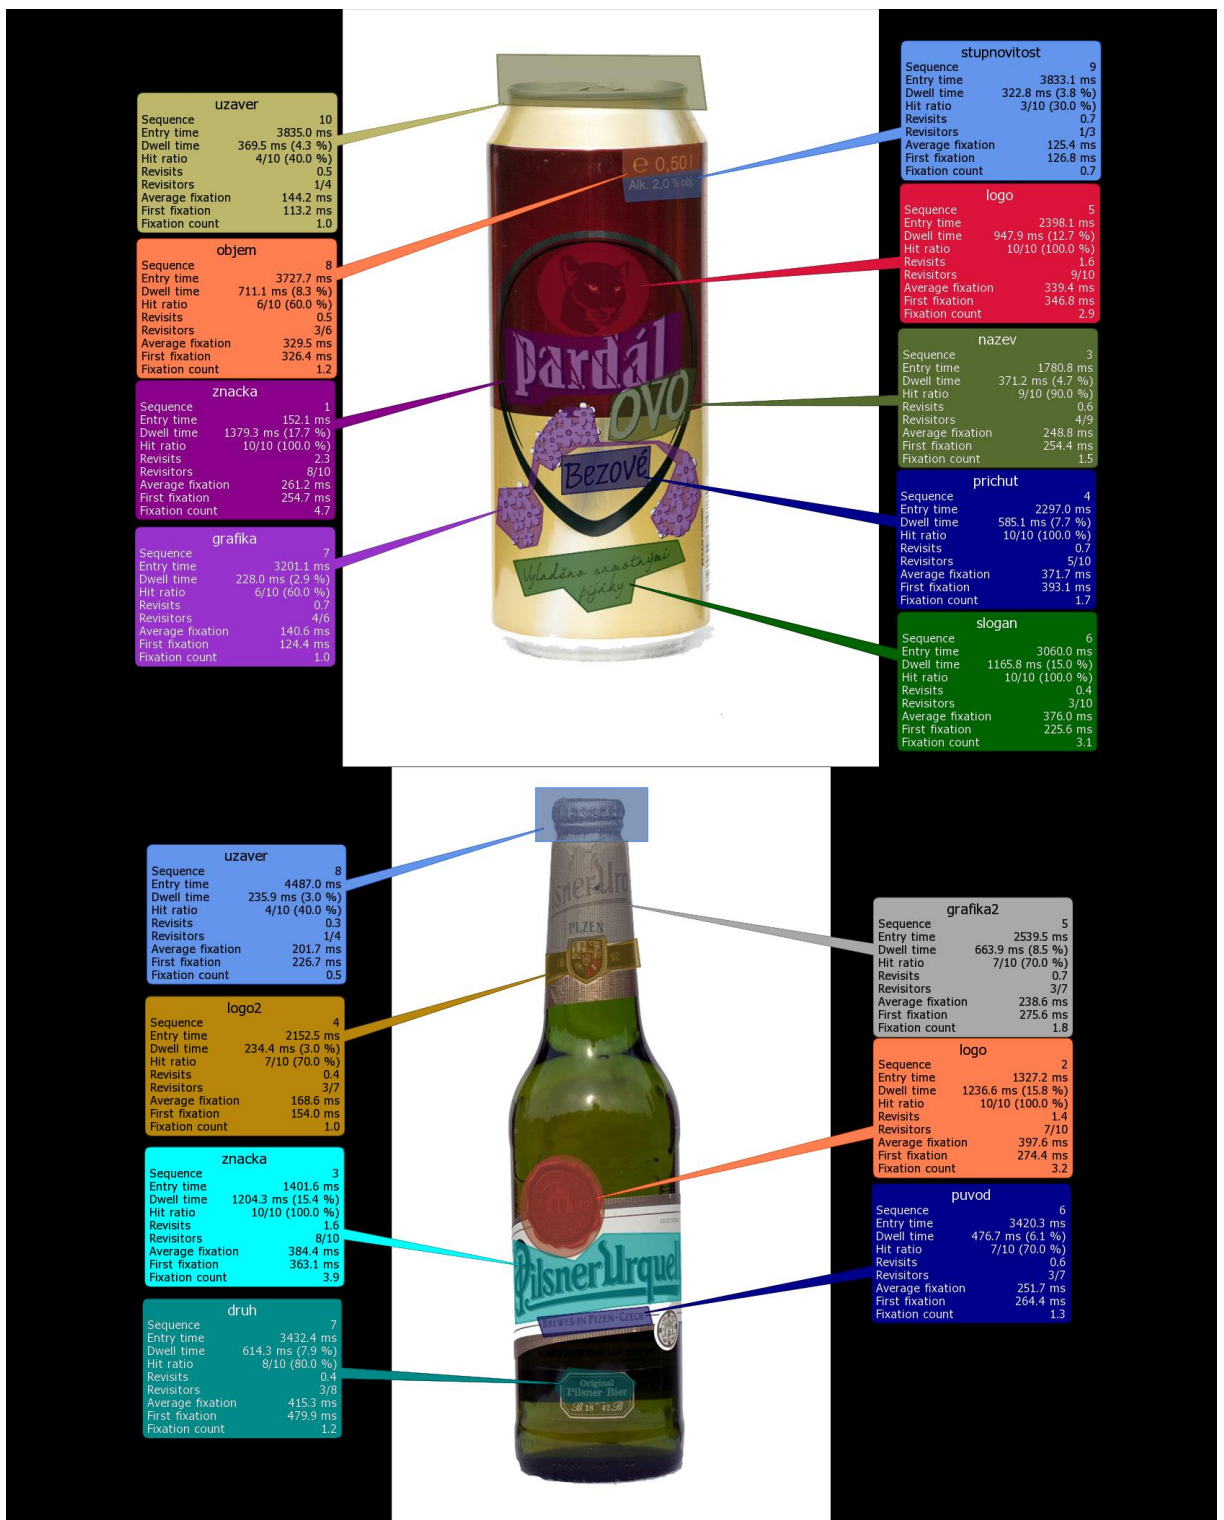 uzaver
Sequence 10
Entry time 3835.0 ms
Dwell time 369.5 ms (4.3 %)
Hit ratio 4/10 (40.0 %)
Revisits 0.5
Revisitors 1/4
Average fixation 144.2 ms
First fixation 113.2 ms
Fixation count 1.0
objem
Sequence 8
Entry time 3727.7 ms
Dwell time 711.1 ms (8.3 %)
Hit ratio 6/10 (60.0 %)
Revisits 0.5
Revisitors 3/6
Average fixation 329.5 ms
First fixation 326.4 ms
Fixation count 1.2
znacka
Sequence 1
Entry time 152.1 ms
Dwell time 1379.3 ms (17.7 %)
Hit ratio 10/10 (100.0 %)
Revisits 2.3
Revisitors 8/10
Average fixation 261.2 ms
First fixation 254.7 ms
Fixation count 4.7
grafika
Sequence 7
Entry time 3201.1 ms
Dwell time 228.0 ms (2.9 %)
Hit ratio 6/10 (60.0 %)
Revisits 0.7
Revisitors 4/6
Average fixation 140.6 ms
First fixation 124.4 ms
Fixation count 1.0
e 0,50 l
Alk. 2,0 % obj.
pardál
OVO
Bezové
Vyladěno samotnými
pijáky
stupnovitost
Sequence 9
Entry time 3833.1 ms
Dwell time 322.8 ms (3.8 %)
Hit ratio 3/10 (30.0 %)
Revisits 0.7
Revisitors 1/3
Average fixation 125.4 ms
First fixation 126.8 ms
Fixation count 0.7
logo
Sequence 5
Entry time 2398.1 ms
Dwell time 947.9 ms (12.7 %)
Hit ratio 10/10 (100.0 %)
Revisits 1.6
Revisitors 9/10
Average fixation 339.4 ms
First fixation 346.8 ms
Fixation count 2.9
nazev
Sequence 3
Entry time 1780.8 ms
Dwell time 371.2 ms (4.7 %)
Hit ratio 9/10 (90.0 %)
Revisits 0.6
Revisitors 4/9
Average fixation 248.8 ms
First fixation 254.4 ms
Fixation count 1.5
prichut
Sequence 4
Entry time 2297.0 ms
Dwell time 585.1 ms (7.7 %)
Hit ratio 10/10 (100.0 %)
Revisits 0.7
Revisitors 5/10
Average fixation 371.7 ms
First fixation 393.1 ms
Fixation count 1.7
slogan
Sequence 6
Entry time 3060.0 ms
Dwell time 1165.8 ms (15.0 %)
Hit ratio 10/10 (100.0 %)
Revisits 0.4
Revisitors 3/10
Average fixation 376.0 ms
First fixation 225.6 ms
Fixation count 3.1
uzaver
Sequence 8
Entry time 4487.0 ms
Dwell time 235.9 ms (3.0 %)
Hit ratio 4/10 (40.0 %)
Revisits 0.3
Revisitors 1/4
Average fixation 201.7 ms
First fixation 226.7 ms
Fixation count 0.5
logo2
Sequence 4
Entry time 2152.5 ms
Dwell time 234.4 ms (3.0 %)
Hit ratio 7/10 (70.0 %)
Revisits 0.4
Revisitors 3/7
Average fixation 168.6 ms
First fixation 154.0 ms
Fixation count 1.0
znacka
Sequence 3
Entry time 1401.6 ms
Dwell time 1204.3 ms (15.4 %)
Hit ratio 10/10 (100.0 %)
Revisits 1.6
Revisitors 8/10
Average fixation 384.4 ms
First fixation 363.1 ms
Fixation count 3.9
druh
Sequence 7
Entry time 3432.4 ms
Dwell time 614.3 ms (7.9 %)
Hit ratio 8/10 (80.0 %)
Revisits 0.4
Revisitors 3/8
Average fixation 415.3 ms
First fixation 479.9 ms
Fixation count 1.2
PLZEN
Pilsner Urquell
BREWED IN PLZEN • CZECH
Original
Pilsner Bier
B. 18 42 B
grafika2
Sequence 5
Entry time 2539.5 ms
Dwell time 663.9 ms (8.5 %)
Hit ratio 7/10 (70.0 %)
Revisits 0.7
Revisitors 3/7
Average fixation 238.6 ms
First fixation 275.6 ms
Fixation count 1.8
logo
Sequence 2
Entry time 1327.2 ms
Dwell time 1236.6 ms (15.8 %)
Hit ratio 10/10 (100.0 %)
Revisits 1.4
Revisitors 7/10
Average fixation 397.6 ms
First fixation 274.4 ms
Fixation count 3.2
puvod
Sequence 6
Entry time 3420.3 ms
Dwell time 476.7 ms (6.1 %)
Hit ratio 7/10 (70.0 %)
Revisits 0.6
Revisitors 3/7
Average fixation 251.7 ms
First fixation 264.4 ms
Fixation count 1.3